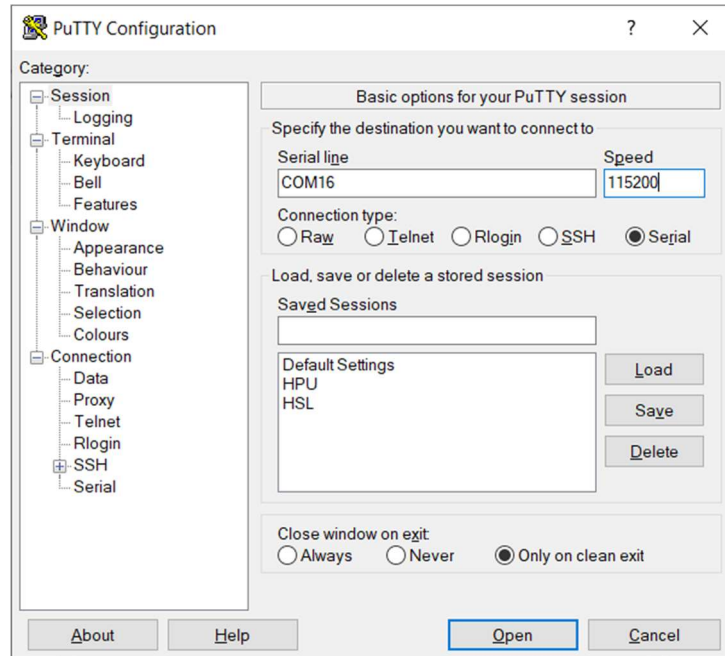 PuTTY Configuration
?
Category:
Session
Logging
Terminal
Keyboard
Bell
Features
Window
Appearance
Behaviour
Translation
Selection
Colours
Connection
Data
Proxy
Telnet
Rlogin
SSH
Serial
Basic options for your PuTTY session
Specify the destination you want to connect to
Serial line Speed
COM16 115200
Connection type:
Raw Telnet Rlogin SSH Serial
Load, save or delete a stored session
Saved Sessions
Default Settings
HPU
HSL
Load
Save
Delete
Close window on exit:
Always Never Only on clean exit
About Help Open Cancel